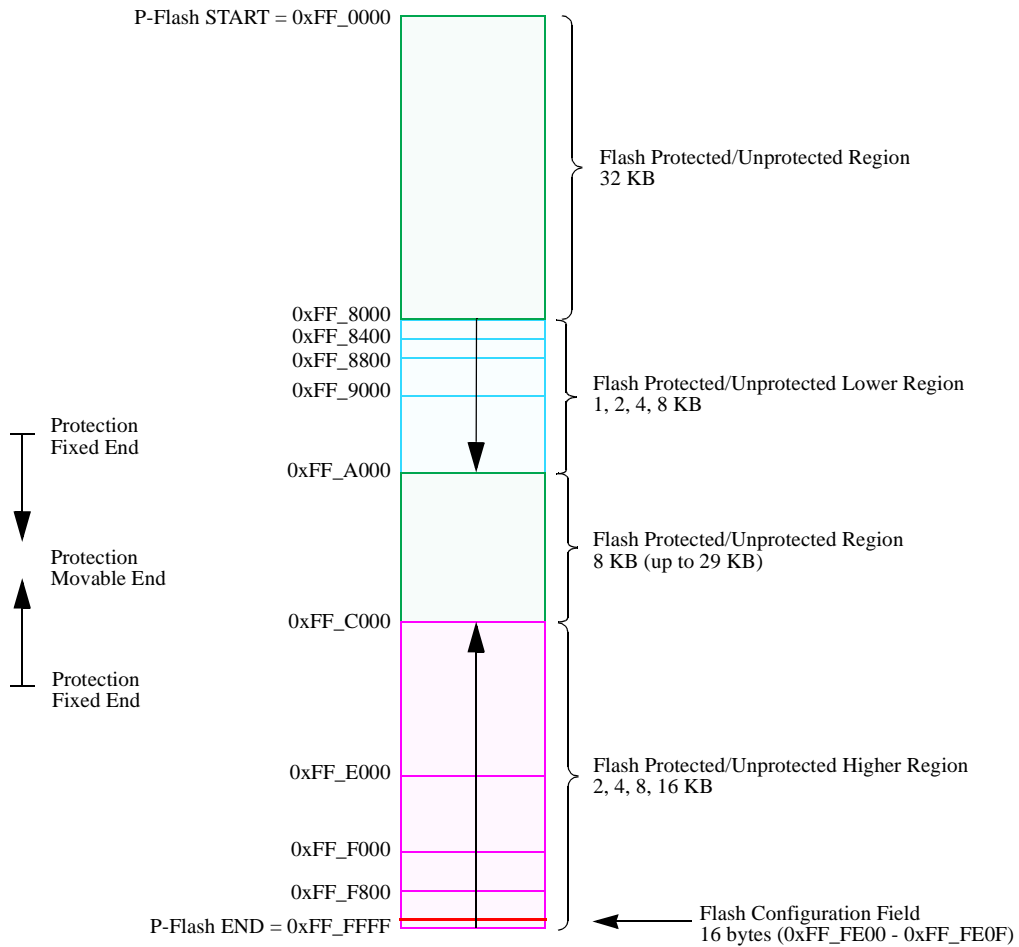 P-Flash START = 0xFF_0000
Flash Protected/Unprotected Region
32 KB
0xFF_8000
0xFF_8400
0xFF_8800
0xFF_9000
Flash Protected/Unprotected Lower Region
1, 2, 4, 8 KB
Protection
Fixed End
0xFF_A000
Protection
Movable End
Flash Protected/Unprotected Region
8 KB (up to 29 KB)
0xFF_C000
Protection
Fixed End
0xFF_E000
Flash Protected/Unprotected Higher Region
2, 4, 8, 16 KB
0xFF_F000
0xFF_F800
P-Flash END = 0xFF_FFFF
Flash Configuration Field
16 bytes (0xFF_FE00 - 0xFF_FE0F)